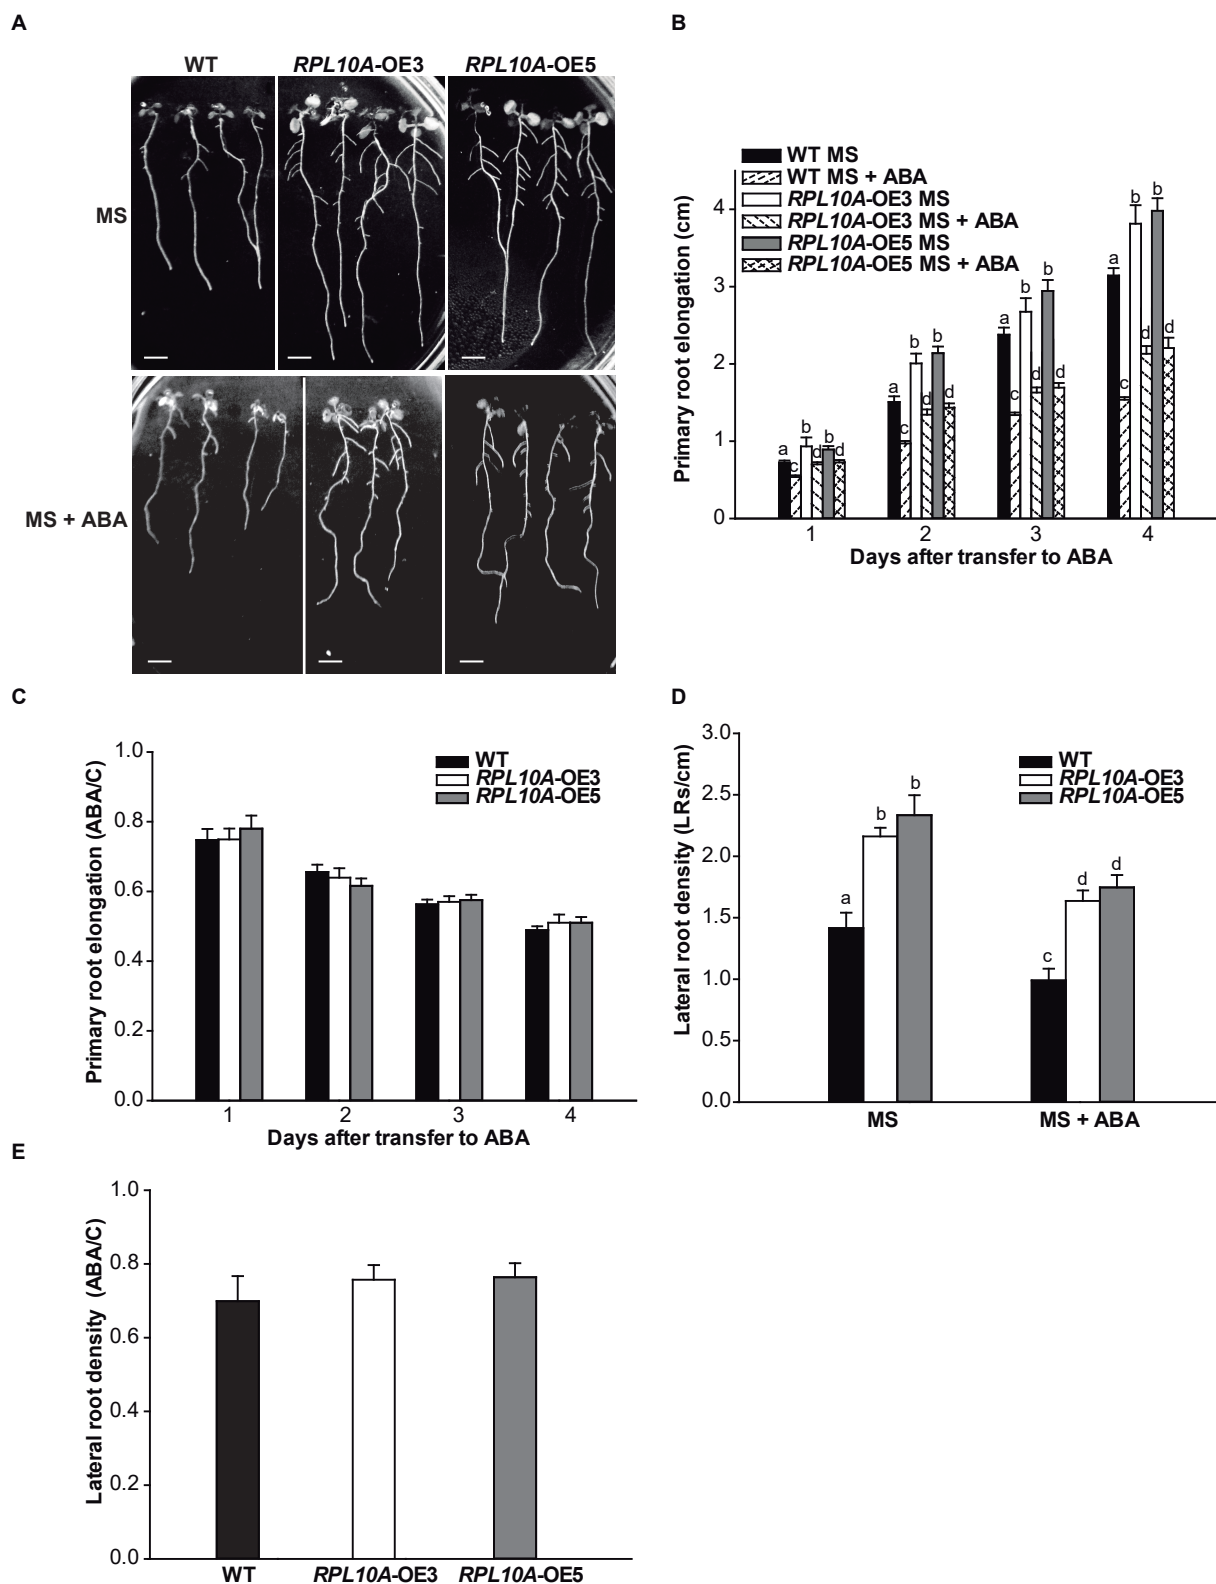 A
WT RPL10A-OE3 RPL10A-OE5
MS
MS + ABA
B
WT MS
WT MS + ABA
RPL10A-OE3 MS
RPL10A-OE3 MS + ABA
RPL10A-OE5 MS
RPL10A-OE5 MS + ABA
Primary root elongation (cm)
4
3
2
1
0
a c b d b d
a c b d b d
a c b d b d
a c b d b d
1 2 3 4
Days after transfer to ABA
C
WT
RPL10A-OE3
RPL10A-OE5
Primary root elongation (ABA/C)
1.0
0.8
0.6
0.4
0.2
0.0
1 2 3 4
Days after transfer to ABA
D
WT
RPL10A-OE3
RPL10A-OE5
Lateral root density (LRs/cm)
3.0
2.5
2.0
1.5
1.0
0.5
0.0
a b b
c d d
MS MS + ABA
E
Lateral root density (ABA/C)
1.0
0.8
0.6
0.4
0.2
0.0
WT RPL10A-OE3 RPL10A-OE5